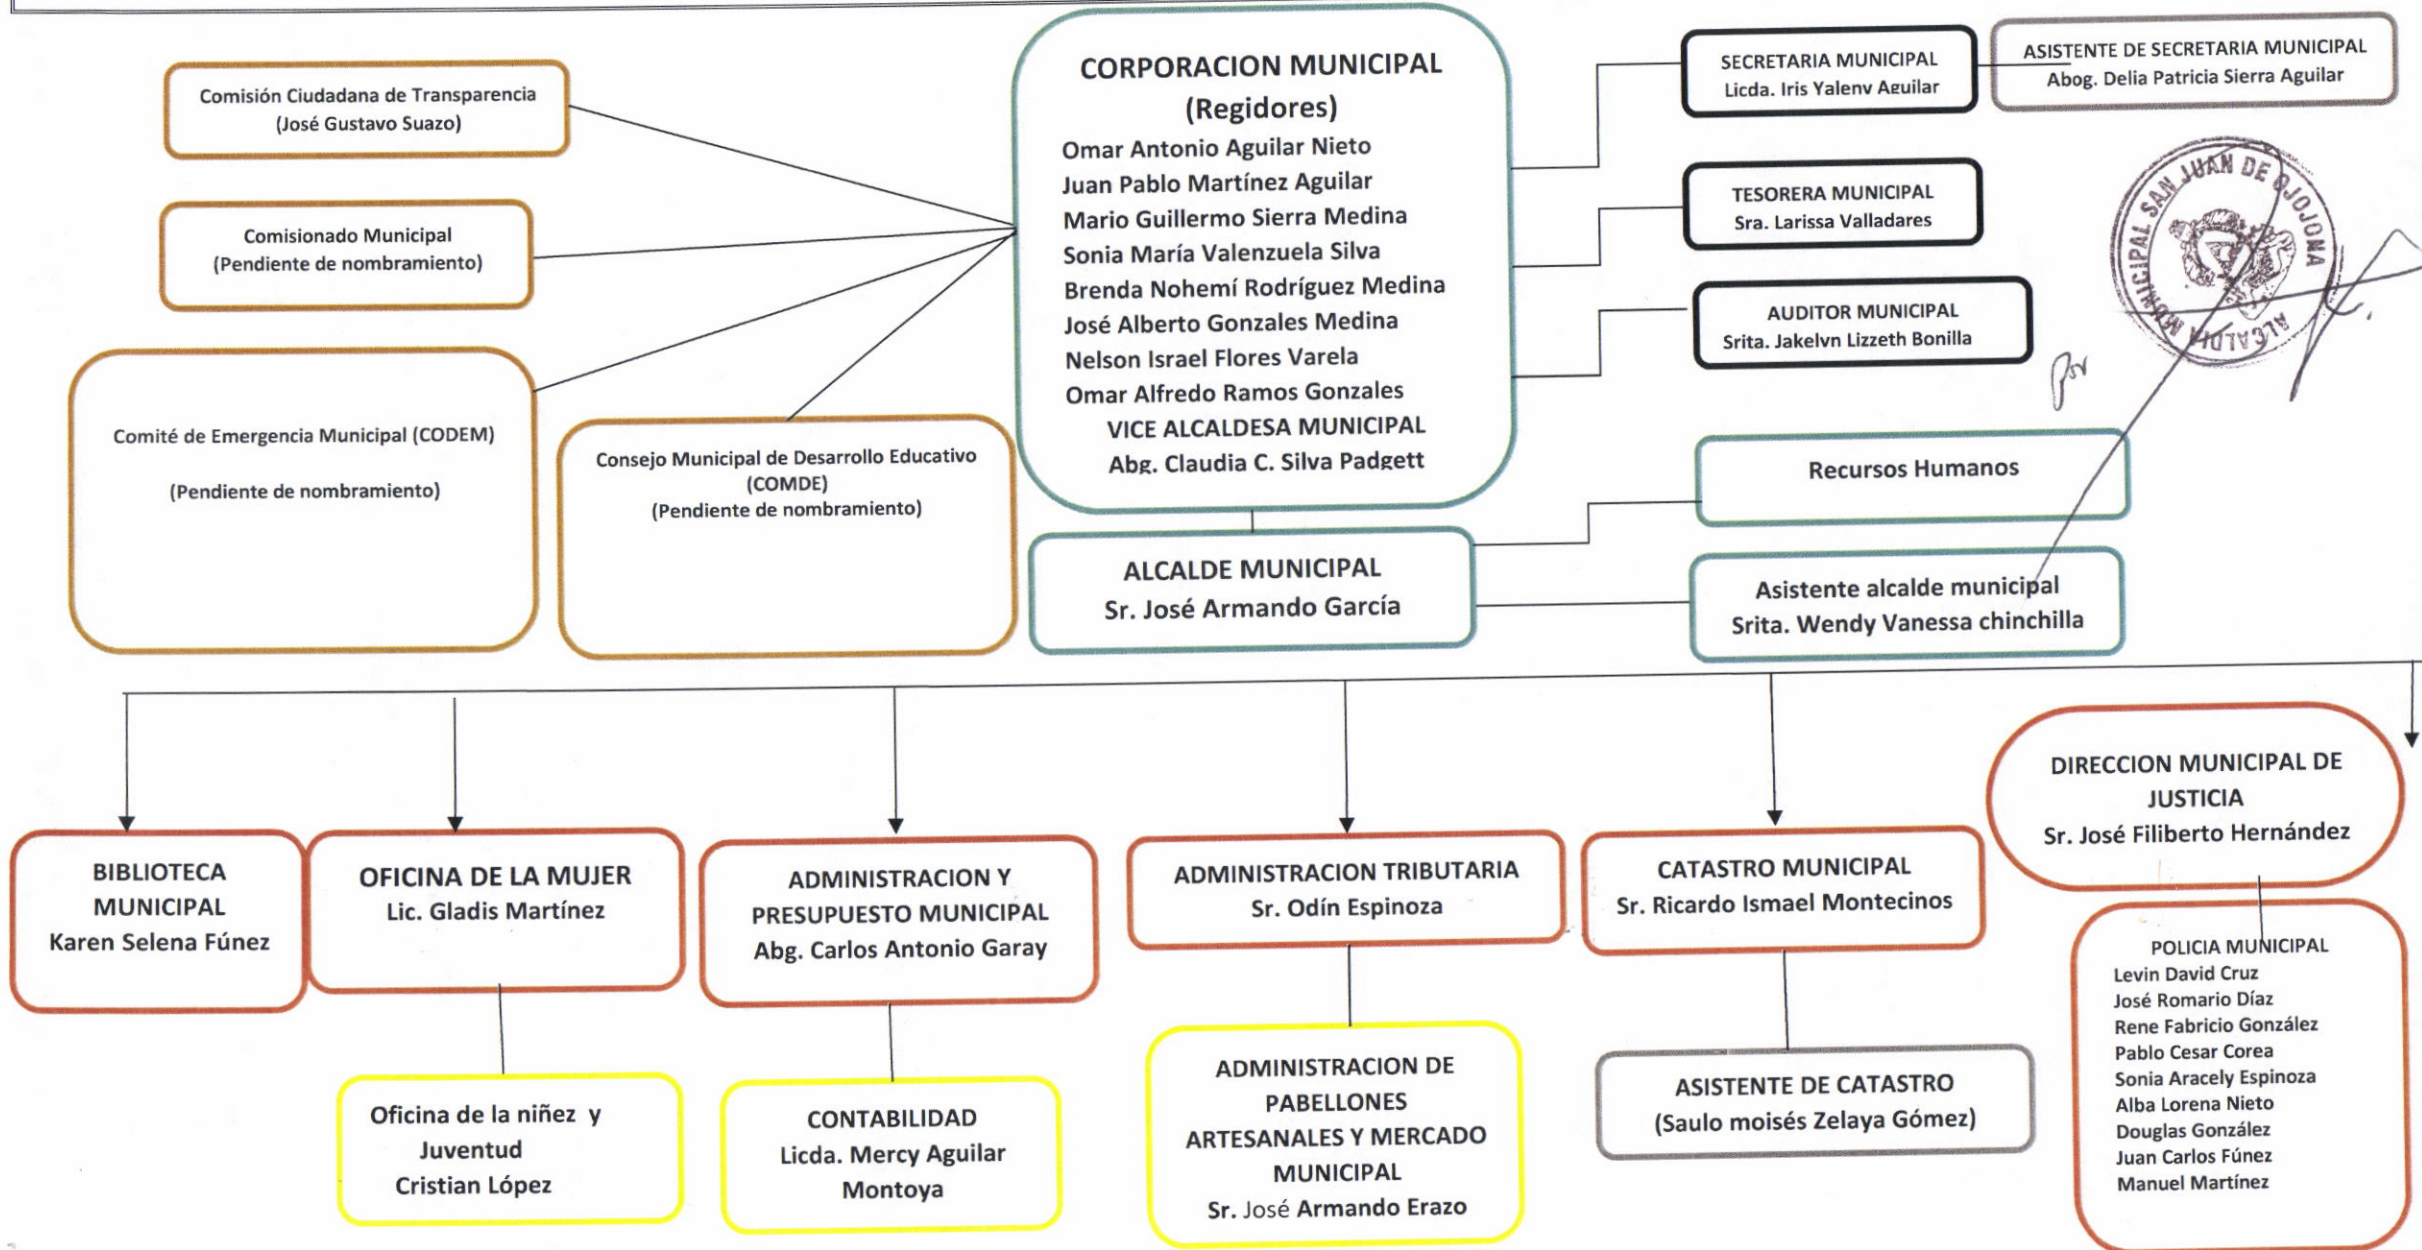 Comisión Ciudadana de Transparencia
(José Gustavo Suazo)
Comisionado Municipal
(Pendiente de nombramiento)
Comité de Emergencia Municipal (CODEM)
(Pendiente de nombramiento)
Consejo Municipal de Desarrollo Educativo
(COMDE)
(Pendiente de nombramiento)
CORPORACION MUNICIPAL
(Regidores)
Omar Antonio Aguilar Nieto
Juan Pablo Martínez Aguilar
Mario Guillermo Sierra Medina
Sonia María Valenzuela Silva
Brenda Nohemí Rodríguez Medina
José Alberto Gonzales Medina
Nelson Israel Flores Varela
Omar Alfredo Ramos Gonzales
VICE ALCALDESA MUNICIPAL
Abg. Claudia C. Silva Padgett
SECRETARIA MUNICIPAL
Licda. Iris Yaleny Aguilar
ASISTENTE DE SECRETARIA MUNICIPAL
Abog. Delia Patricia Sierra Aguilar
TESORERA MUNICIPAL
Sra. Larissa Valladares
AUDITOR MUNICIPAL
Srita. Jakelyn Lizzeth Bonilla
ALCALDIA MUNICIPAL SAN JUAN DE OJOJONA
por
Recursos Humanos
ALCALDE MUNICIPAL
Sr. José Armando García
Asistente alcalde municipal
Srita. Wendy Vanessa chinchilla
BIBLIOTECA
MUNICIPAL
Karen Selena Fúnez
OFICINA DE LA MUJER
Lic. Gladis Martínez
ADMINISTRACION Y
PRESUPUESTO MUNICIPAL
Abg. Carlos Antonio Garay
ADMINISTRACION TRIBUTARIA
Sr. Odín Espinoza
CATASTRO MUNICIPAL
Sr. Ricardo Ismael Montecinos
DIRECCION MUNICIPAL DE
JUSTICIA
Sr. José Filiberto Hernández
Oficina de la niñez y
Juventud
Cristian López
CONTABILIDAD
Licda. Mercy Aguilar
Montoya
ADMINISTRACION DE
PABELLONES
ARTESANALES Y MERCADO
MUNICIPAL
Sr. José Armando Erazo
ASISTENTE DE CATASTRO
(Saulo moisés Zelaya Gómez)
POLICIA MUNICIPAL
Levin David Cruz
José Romario Díaz
Rene Fabricio González
Pablo Cesar Corea
Sonia Aracely Espinoza
Alba Lorena Nieto
Douglas González
Juan Carlos Fúnez
Manuel Martínez